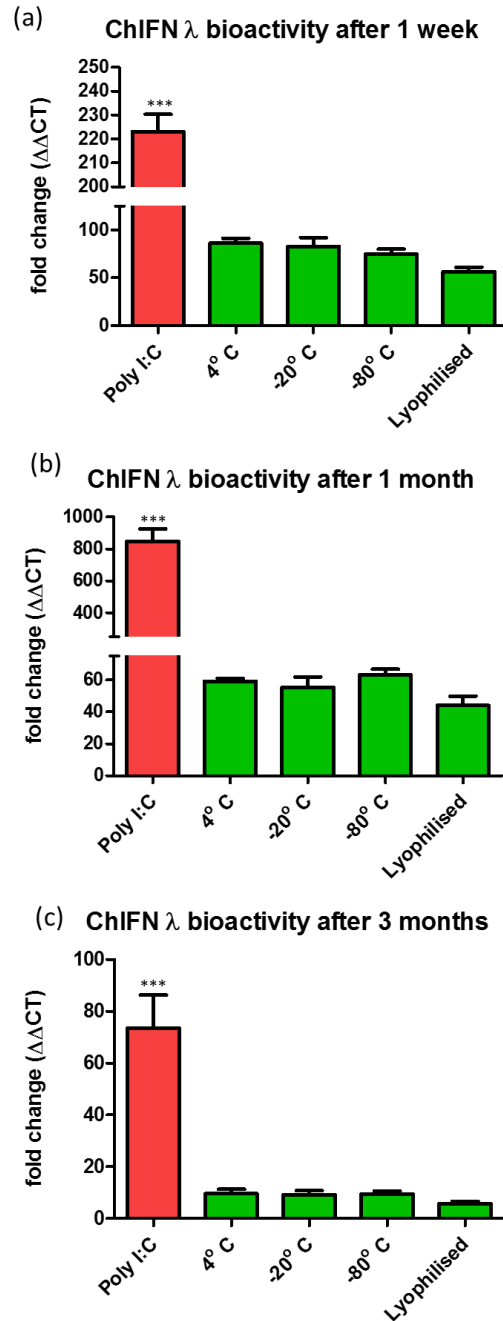 (a)
ChIFN λ bioactivity after 1 week
fold change (ΔΔCT)
250
240
230
220
210
200
100
50
0
***
Poly I:C
4° C
-20° C
-80° C
Lyophilised
(b)
ChIFN λ bioactivity after 1 month
fold change (ΔΔCT)
1000
800
600
400
60
40
20
0
***
Poly I:C
4° C
-20° C
-80° C
Lyophilised
(c)
ChIFN λ bioactivity after 3 months
fold change (ΔΔCT)
100
80
60
40
20
0
***
Poly I:C
4° C
-20° C
-80° C
Lyophilised